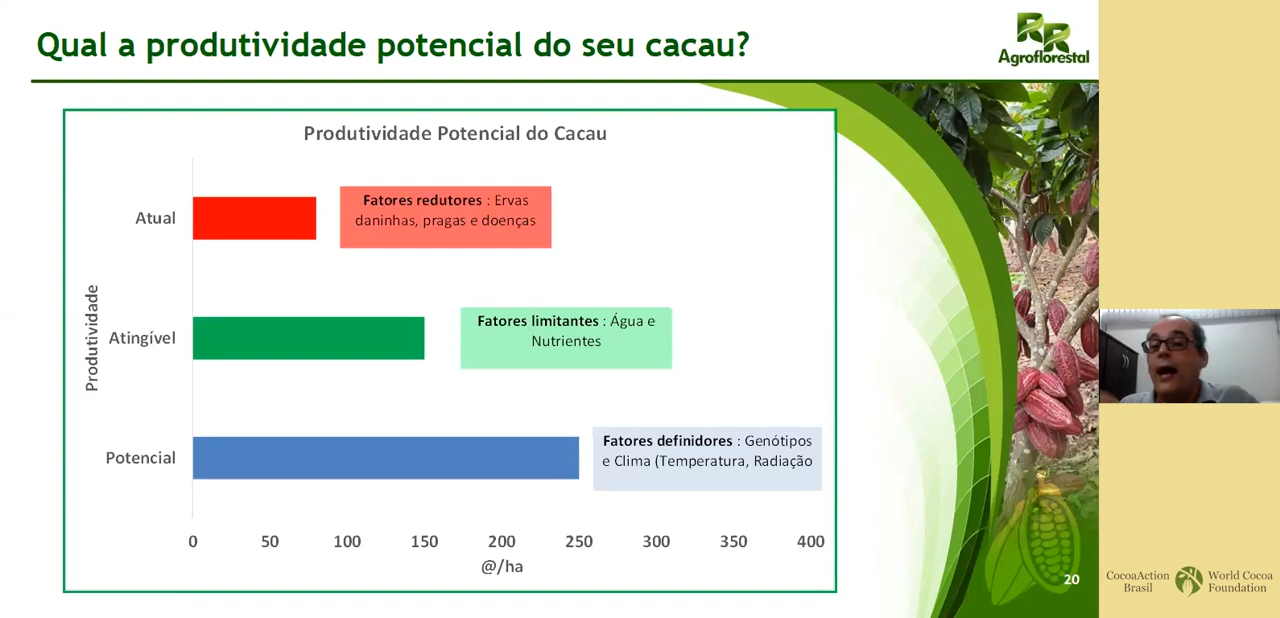 Qual a produtividade potencial do seu cacau?
RR
Agroflorestal
Produtividade Potencial do Cacau
Produtividade
Atual
Fatores redutores : Ervas
daninhas, pragas e doenças
Atingível
Fatores limitantes : Água e
Nutrientes
Potencial
Fatores definidores : Genótipos
e Clima (Temperatura, Radiação
0 50 100 150 200 250 300 350 400
@/ha
20
CocoaAction
Brasil
World Cocoa
Foundation